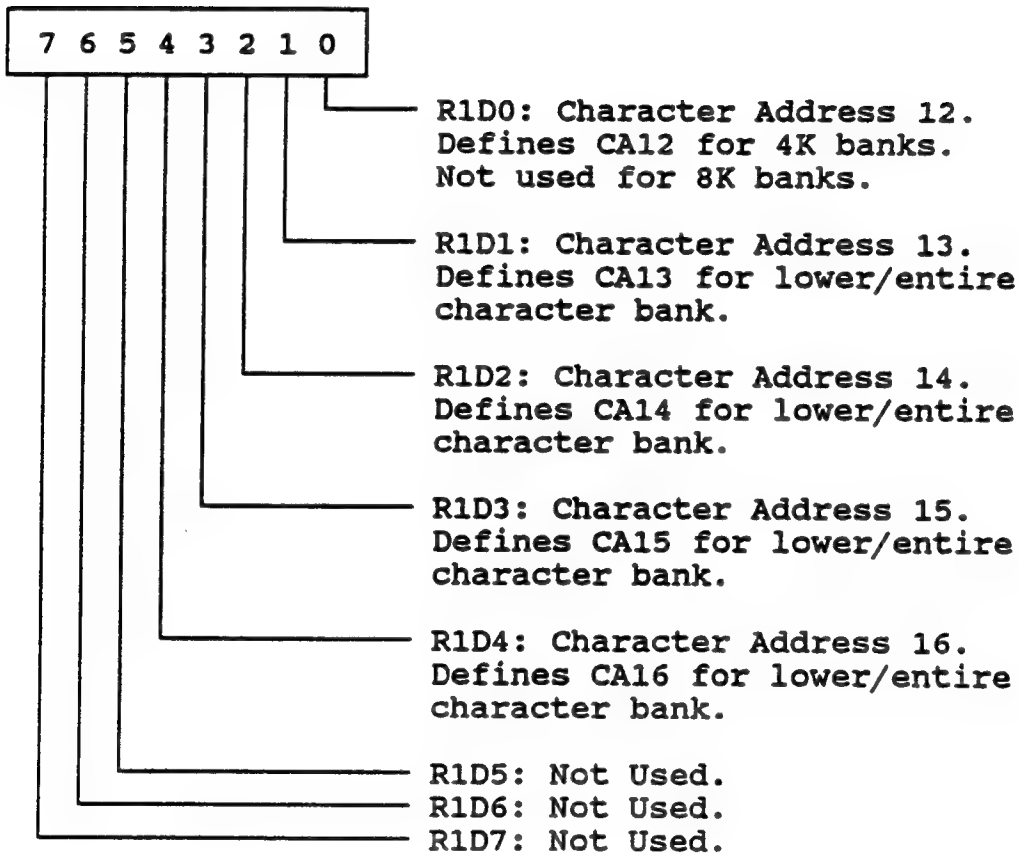 7 6 5 4 3 2 1 0
R1D0: Character Address 12.
Defines CA12 for 4K banks.
Not used for 8K banks.
R1D1: Character Address 13.
Defines CA13 for lower/entire
character bank.
R1D2: Character Address 14.
Defines CA14 for lower/entire
character bank.
R1D3: Character Address 15.
Defines CA15 for lower/entire
character bank.
R1D4: Character Address 16.
Defines CA16 for lower/entire
character bank.
R1D5: Not Used.
R1D6: Not Used.
R1D7: Not Used.